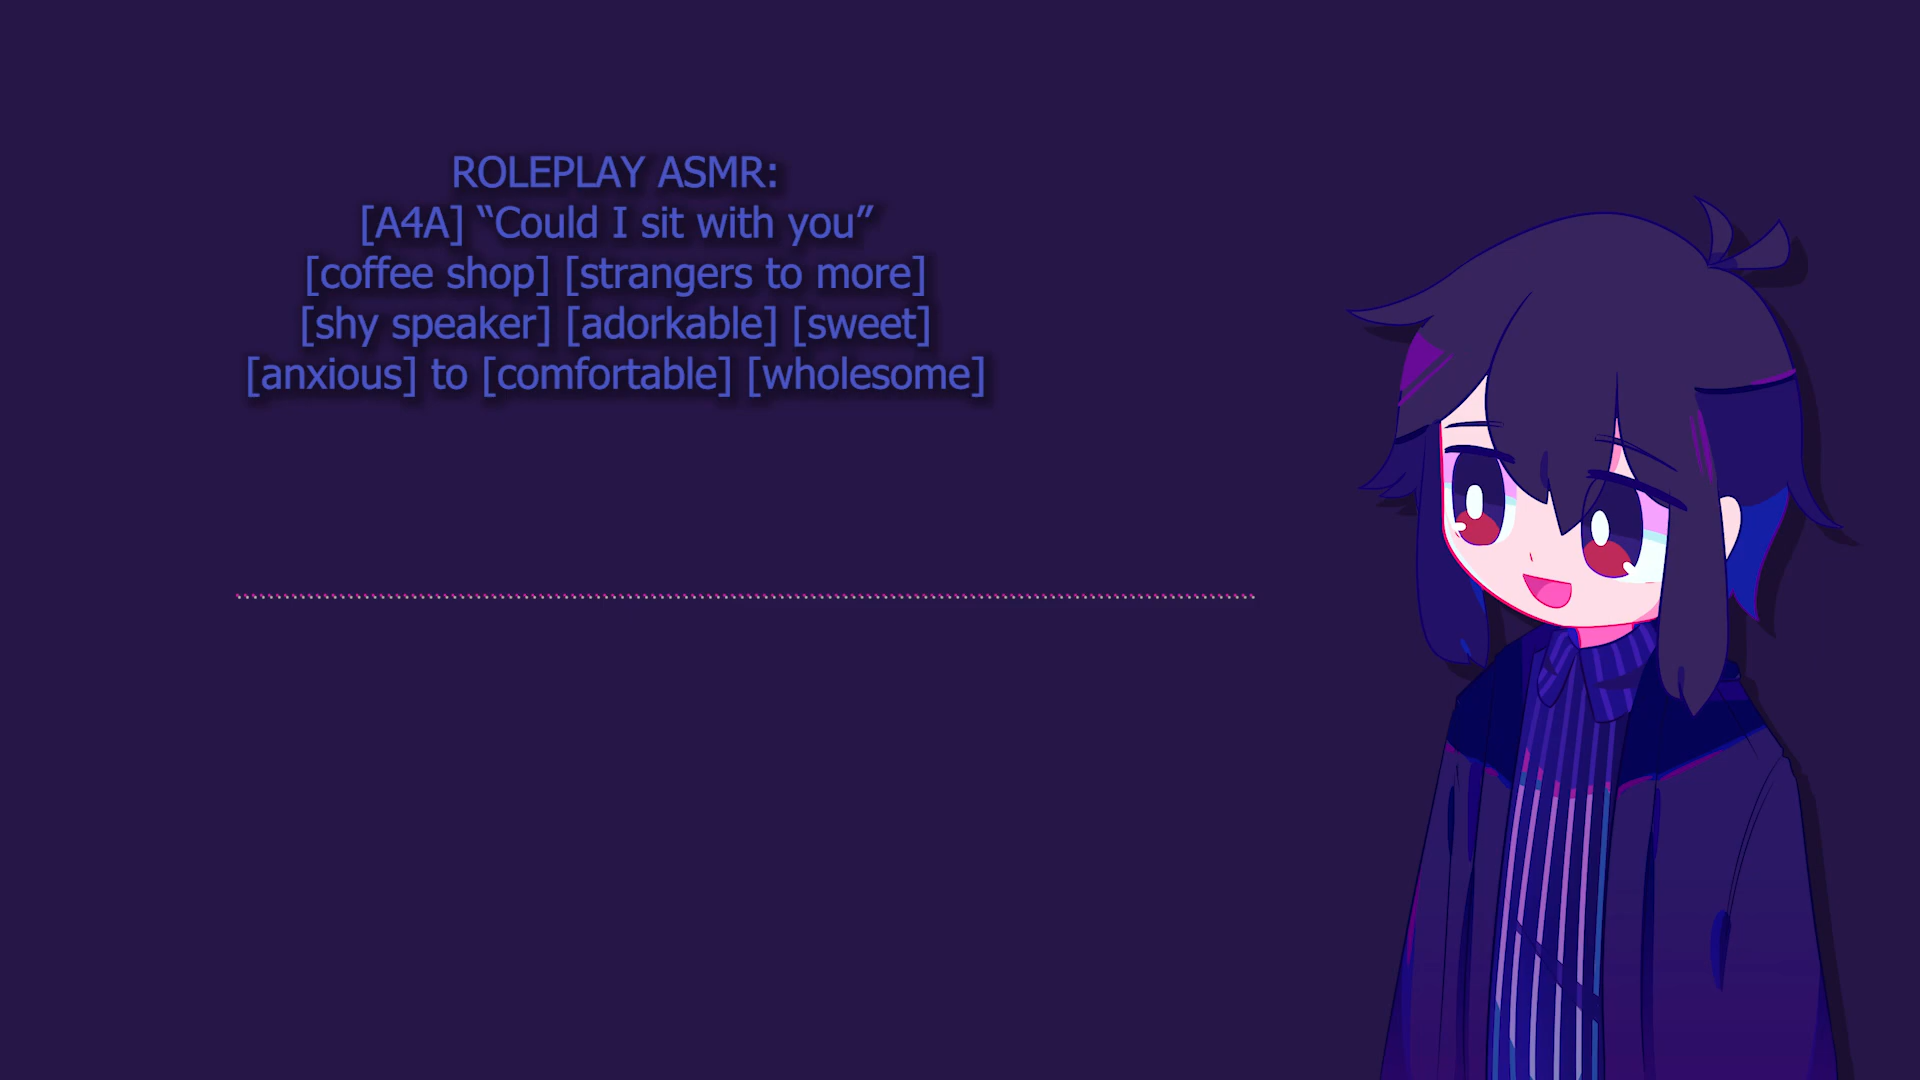 ROLEPLAY ASMR:
[A4A] “Could I sit with you”
[coffee shop] [strangers to more]
[shy speaker] [adorkable] [sweet]
[anxious] to [comfortable] [wholesome]